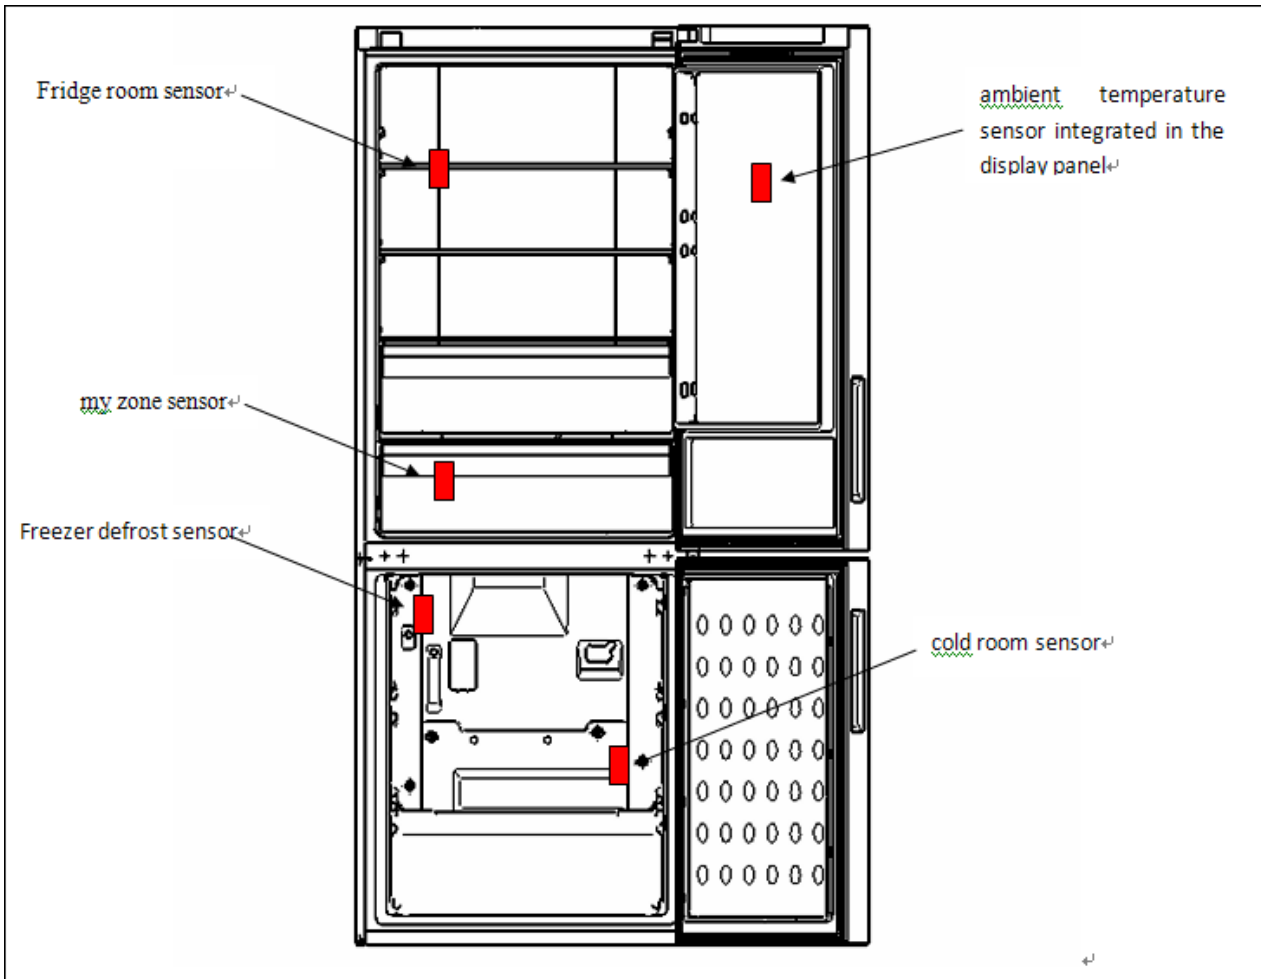 Fridge room sensor
ambient temperature
sensor integrated in the
display panel
my zone sensor
Freezer defrost sensor
cold room sensor